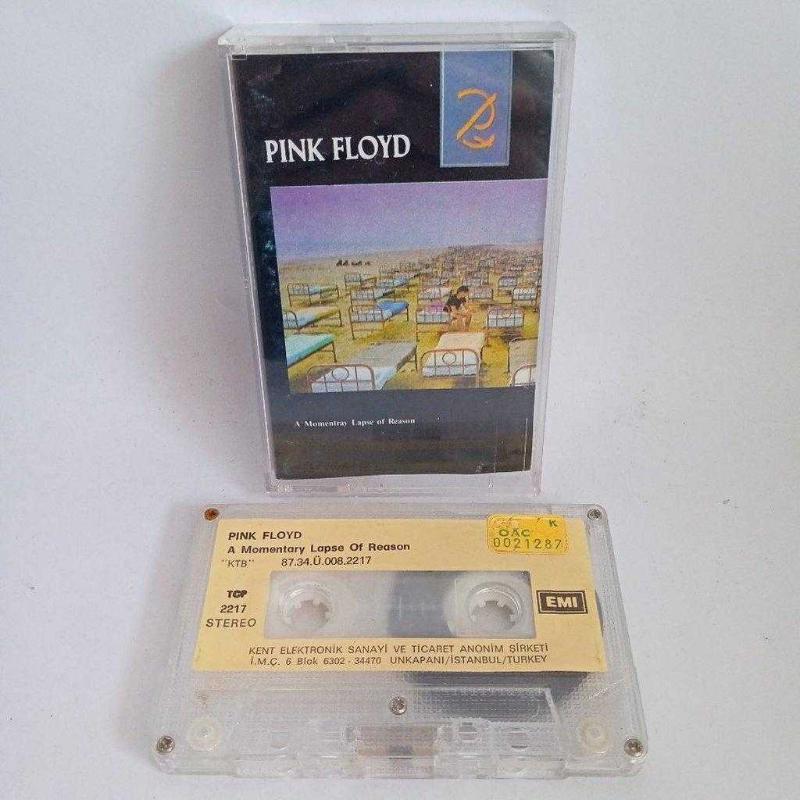 PINK FLOYD
A Momentray Lapse of Reason
PINK FLOYD
A Momentary Lapse Of Reason
"KTB" 87.34.Ü.008.2217
K
OAC
0021287
TCP
2217
STEREO
EMI
KENT ELEKTRONİK SANAYİ VE TİCARET ANONİM ŞİRKETİ
İ.M.Ç. 6 Blok 6302 - 34470 UNKAPANI/İSTANBUL/TURKEY